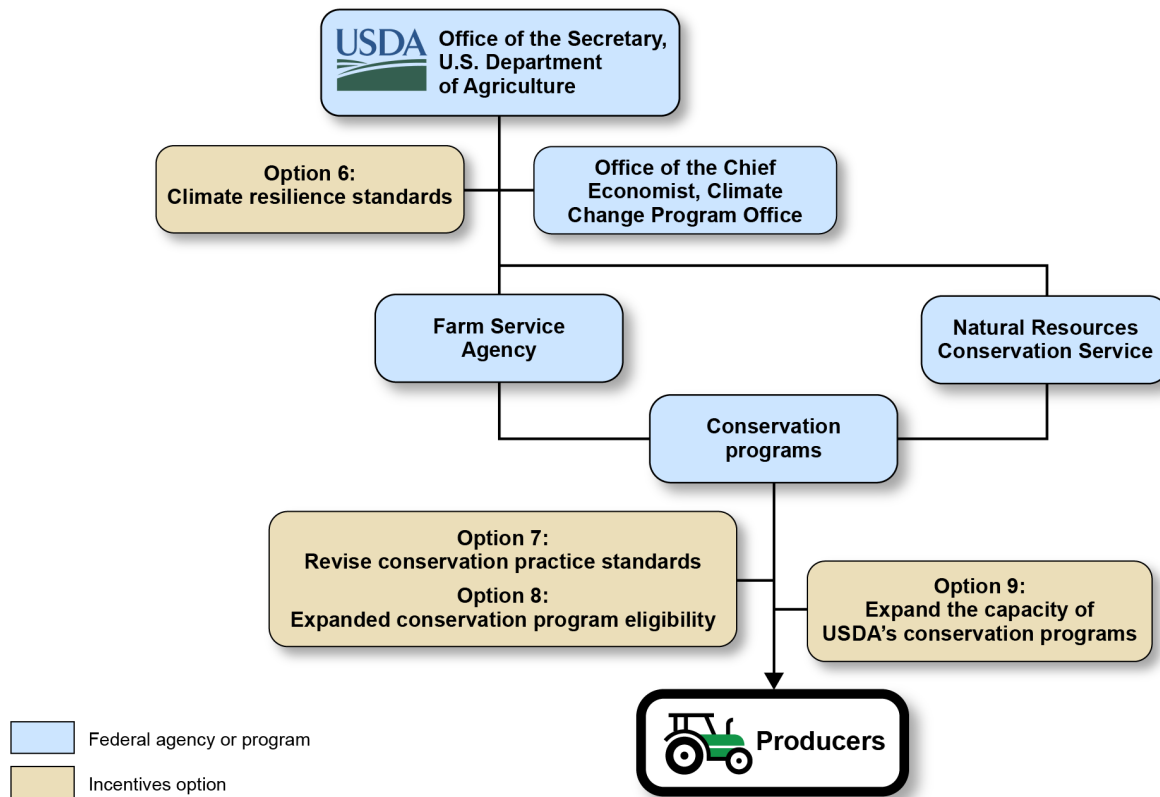 USDA
Office of the Secretary,
U.S. Department
of Agriculture
Option 6:
Climate resilience standards
Office of the Chief
Economist, Climate
Change Program Office
Farm Service
Agency
Natural Resources
Conservation Service
Conservation
programs
Option 7:
Revise conservation practice standards
Option 8:
Expanded conservation program eligibility
Option 9:
Expand the capacity of
USDA's conservation programs
Producers
Federal agency or program
Incentives option